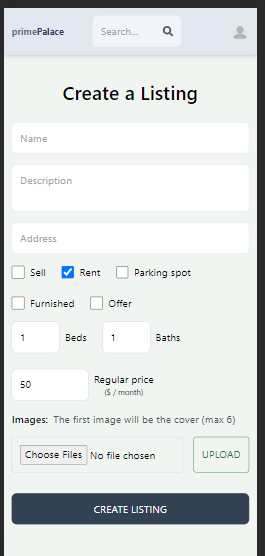 primePalace Search...
Create a Listing
Name
Description
Address
Sell Rent Parking spot
Furnished Offer
1 Beds 1 Baths
50 Regular price
($ / month)
Images: The first image will be the cover (max 6)
Choose Files No file chosen UPLOAD
CREATE LISTING